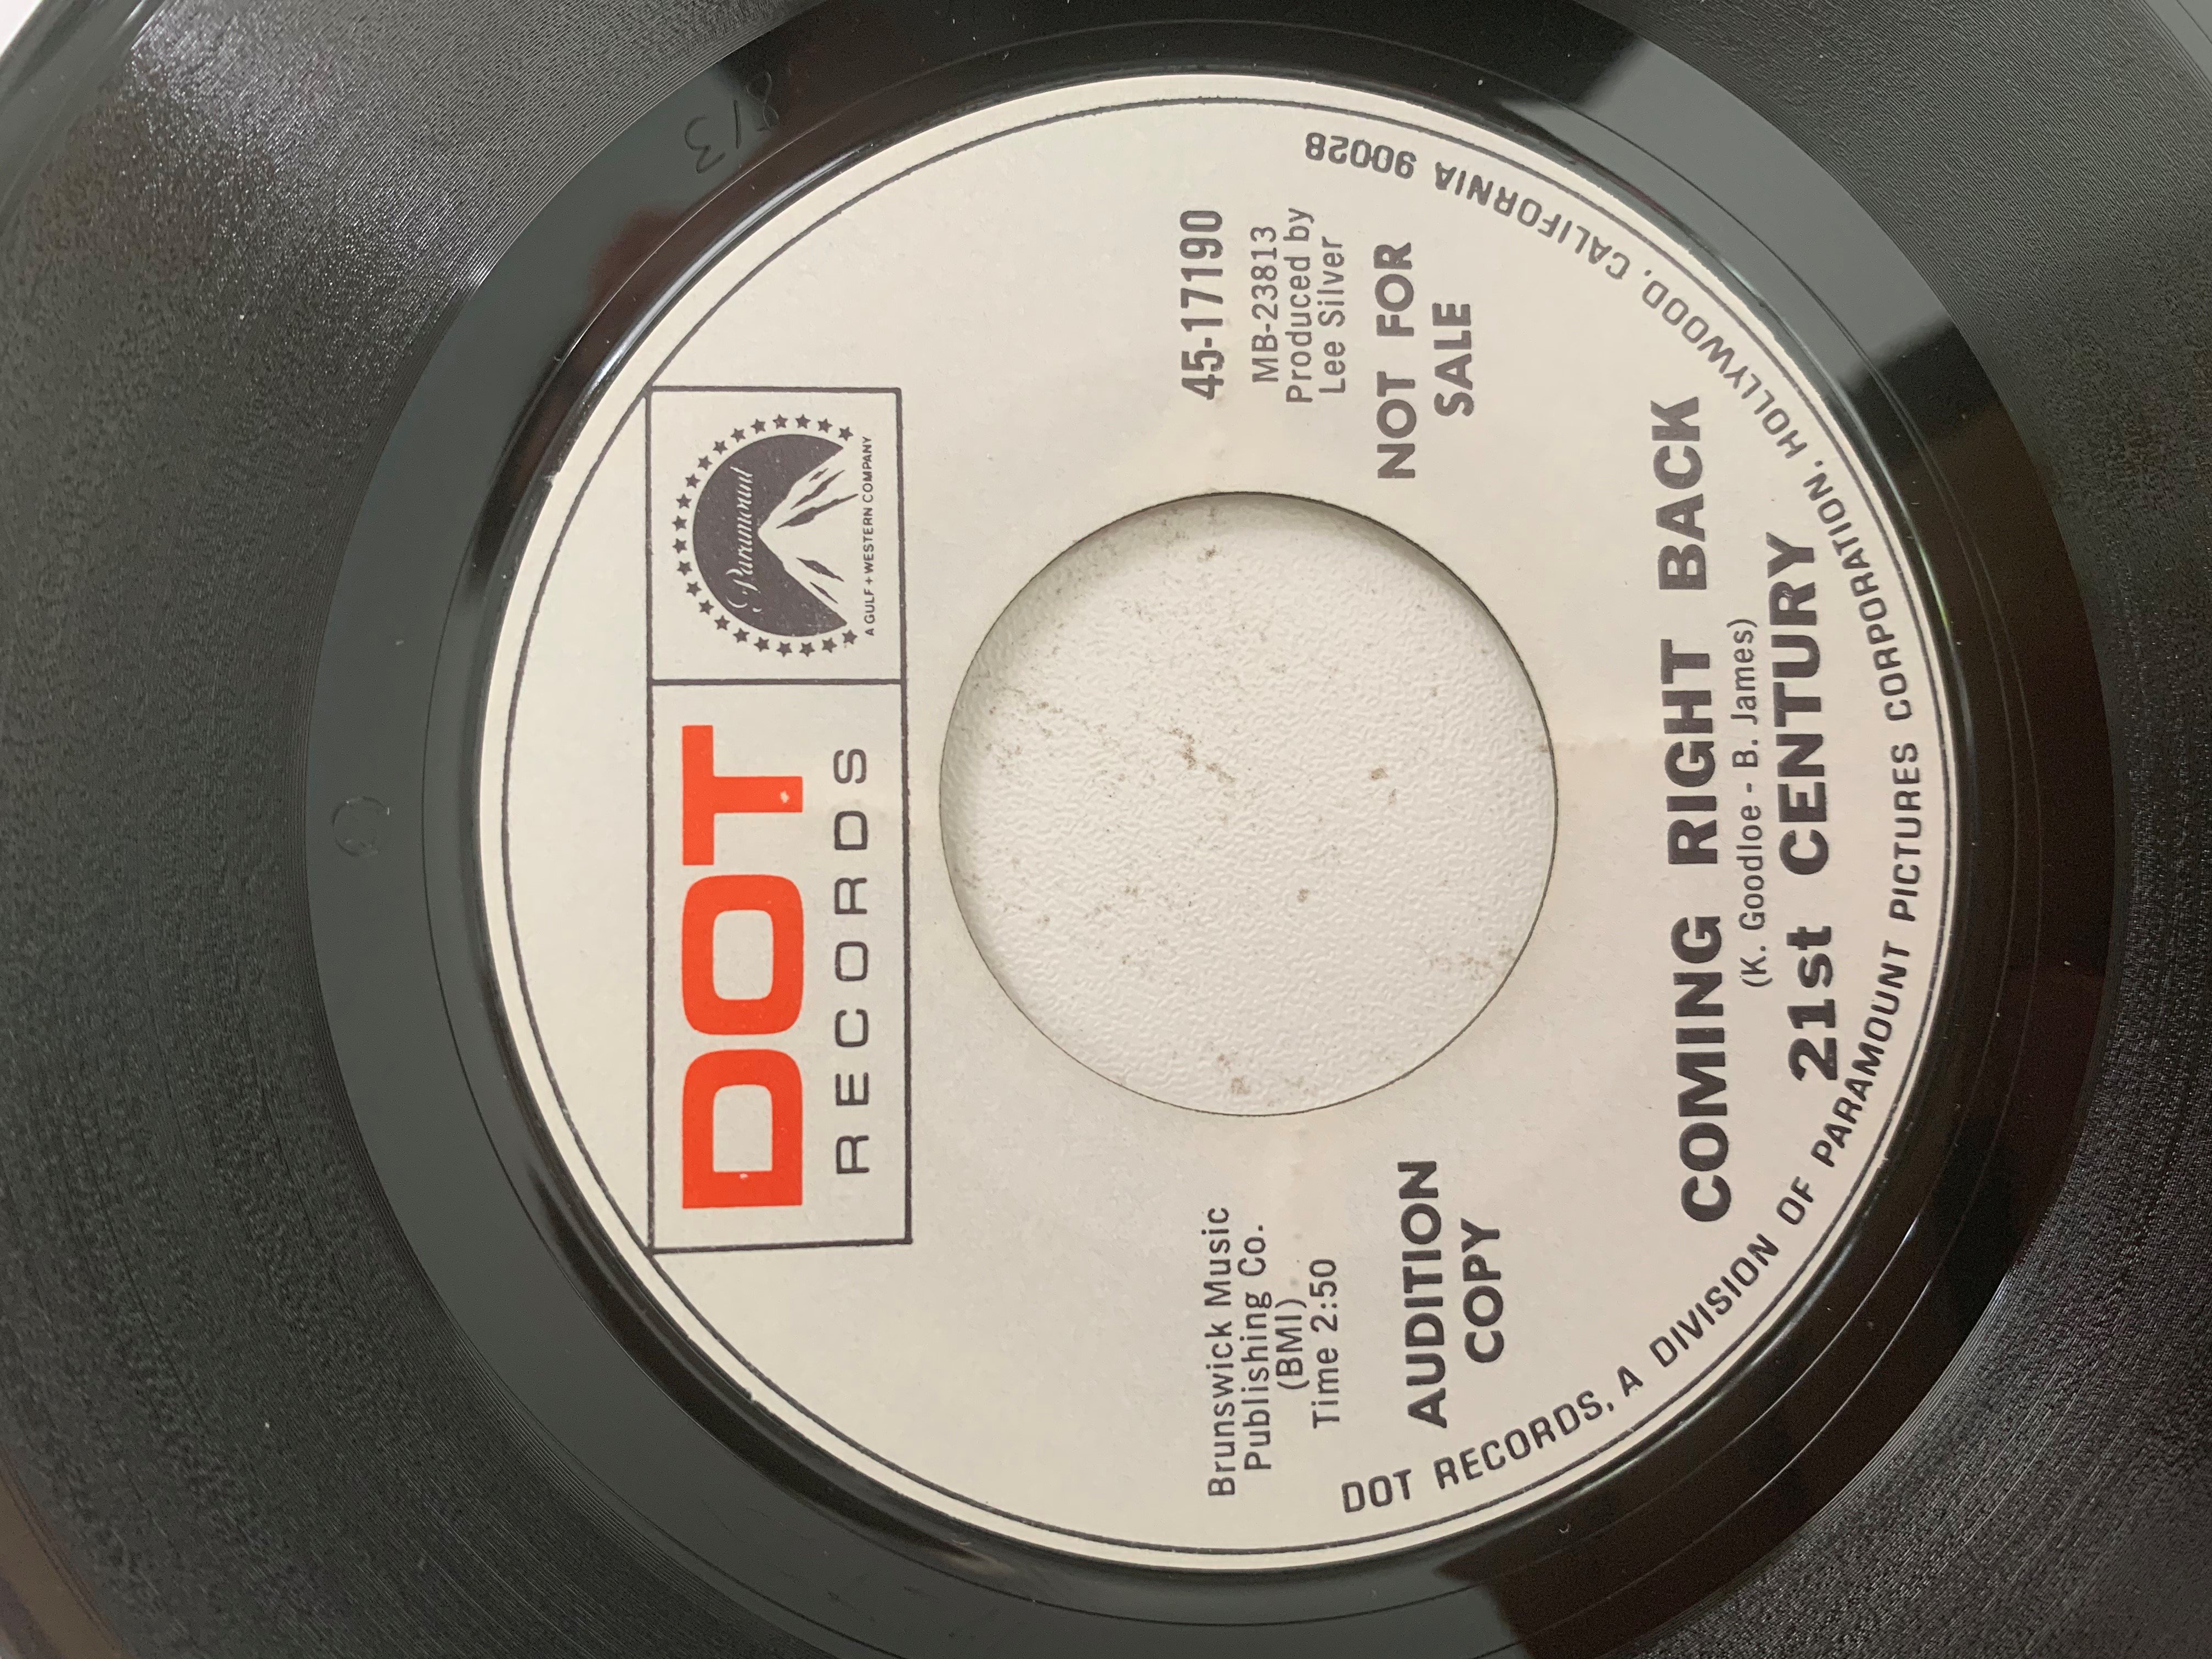 DOT
RECORDS
Paramount
A GULF + WESTERN COMPANY
Brunswick Music
Publishing Co.
(BMI)
Time 2:50
AUDITION
COPY
45-17190
MB-23813
Produced by
Lee Silver
NOT FOR
SALE
COMING RIGHT BACK
(K. Goodloe - B. James)
21st CENTURY
DOT RECORDS, A DIVISION OF PARAMOUNT PICTURES CORPORATION, HOLLYWOOD, CALIFORNIA 90028